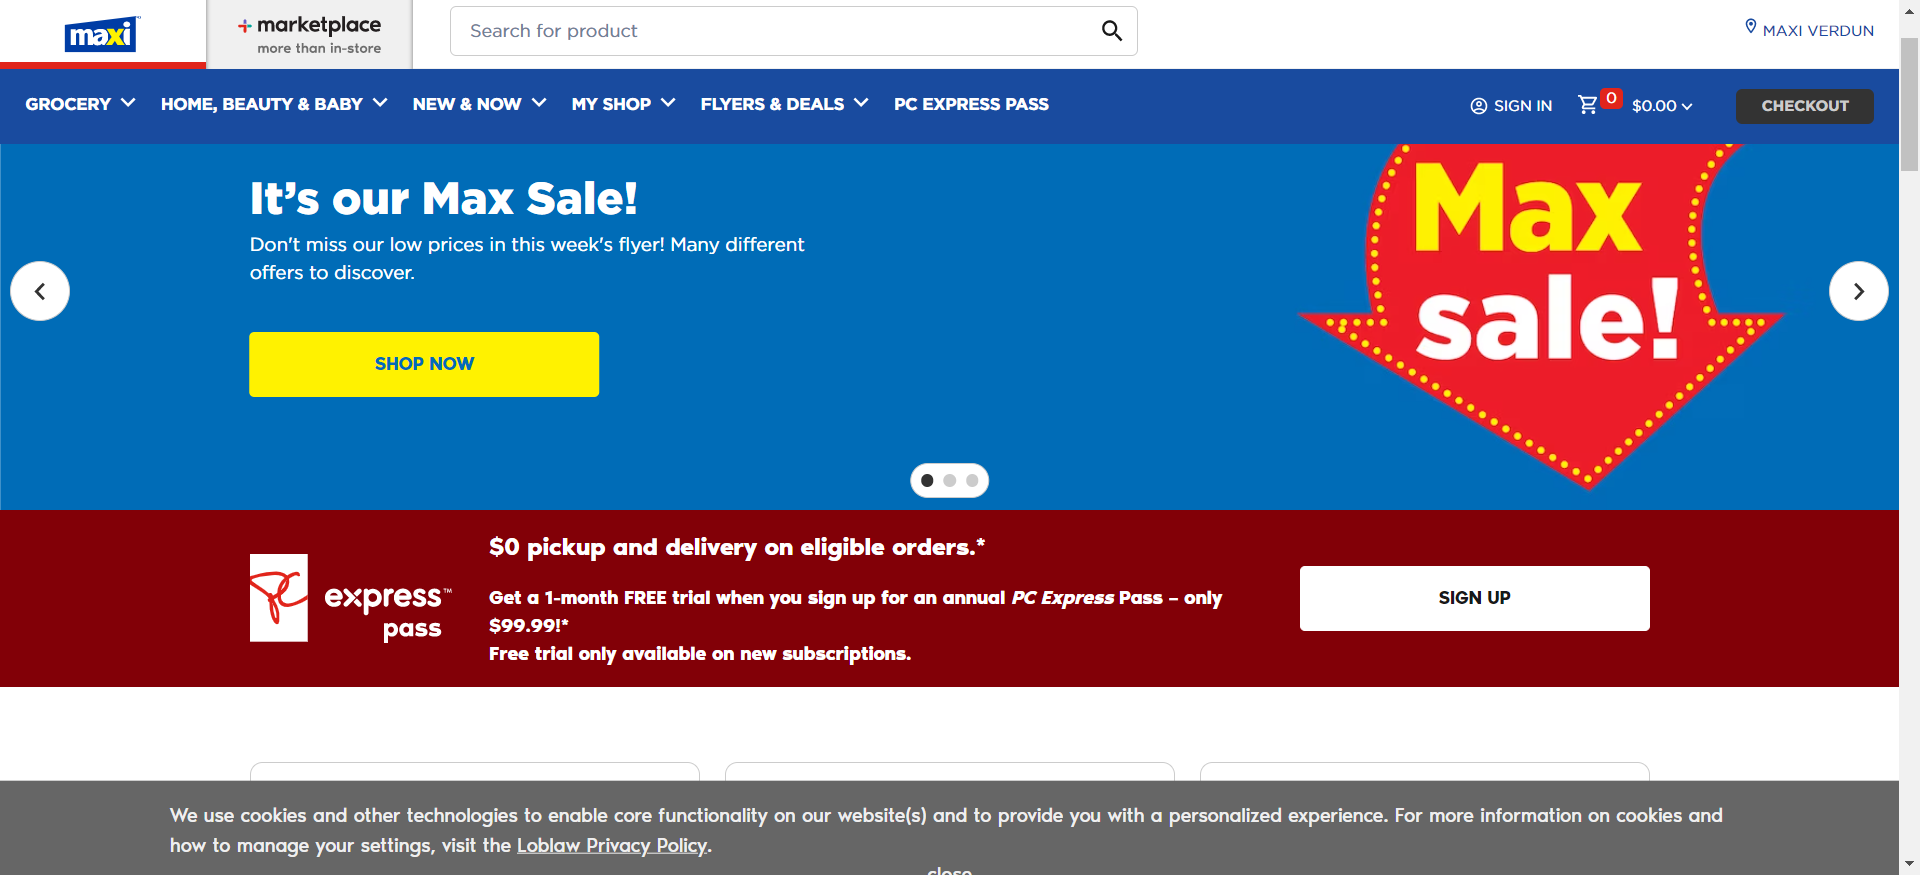 maxi
marketplace
more than in-store
Search for product
MAXI VERDUN
GROCERY
HOME, BEAUTY & BABY
NEW & NOW
MY SHOP
FLYERS & DEALS
PC EXPRESS PASS
SIGN IN
0
$0.00
CHECKOUT
It's our Max Sale!
Don't miss our low prices in this week's flyer! Many different
offers to discover.
SHOP NOW
Max
sale!
PC
express™
pass
$0 pickup and delivery on eligible orders.*
Get a 1-month FREE trial when you sign up for an annual PC Express Pass – only
$99.99!*
Free trial only available on new subscriptions.
SIGN UP
We use cookies and other technologies to enable core functionality on our website(s) and to provide you with a personalized experience. For more information on cookies and
how to manage your settings, visit the Loblaw Privacy Policy.
close